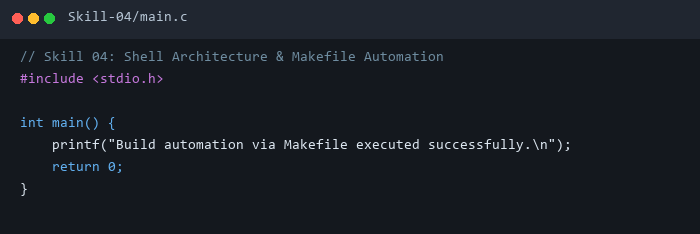 Skill-04/main.c
// Skill 04: Shell Architecture & Makefile Automation
#include <stdio.h>
int main() {
    printf("Build automation via Makefile executed successfully.\n");
    return 0;
}